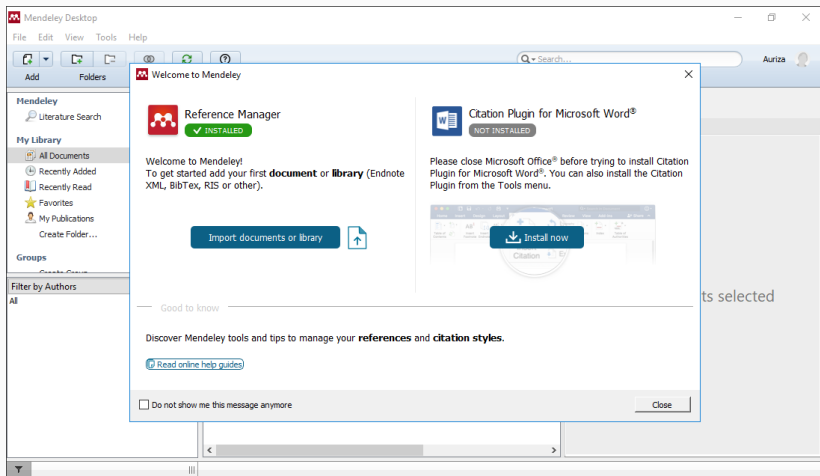 Mendeley Desktop
File Edit View Tools Help
Add Folders
Search...
Auriza
Mendeley
Literature Search
My Library
All Documents
Recently Added
Recently Read
Favorites
My Publications
Create Folder...
Groups
Filter by Authors
All
Welcome to Mendeley
Reference Manager
INSTALLED
Welcome to Mendeley!
To get started add your first document or library (Endnote
XML, BibTex, RIS or other).
Import documents or library
Citation Plugin for Microsoft Word®
NOT INSTALLED
Please close Microsoft Office® before trying to install Citation
Plugin for Microsoft Word®. You can also install the Citation
Plugin from the Tools menu.
Install now
Citation
Good to know
Discover Mendeley tools and tips to manage your references and citation styles.
Read online help guides
Do not show me this message anymore
Close
ts selected